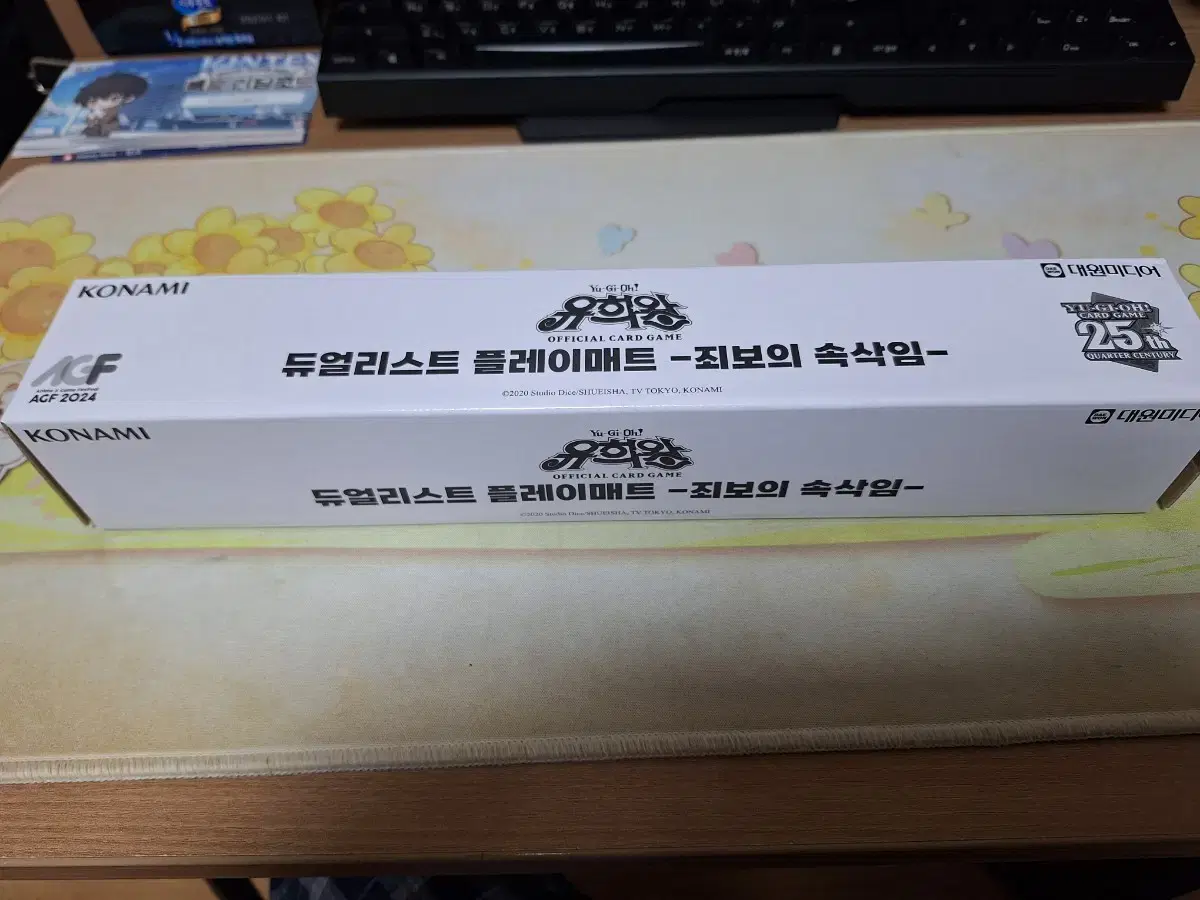 KINTEX
KONAMI
대원미디어
Yu-Gi-Oh!
유희왕
OFFICIAL CARD GAME
YU-GI-OH!
CARD GAME
25th
QUARTER CENTURY
듀얼리스트 플레이매트 -죄보의 속삭임-
AGF
AGF 2024
©2020 Studio Dice/SHUEISHA, TV TOKYO, KONAMI
KONAMI
대원미디어
Yu-Gi-Oh!
유희왕
OFFICIAL CARD GAME
듀얼리스트 플레이매트 -죄보의 속삭임-
©2020 Studio Dice/SHUEISHA, TV TOKYO, KONAMI